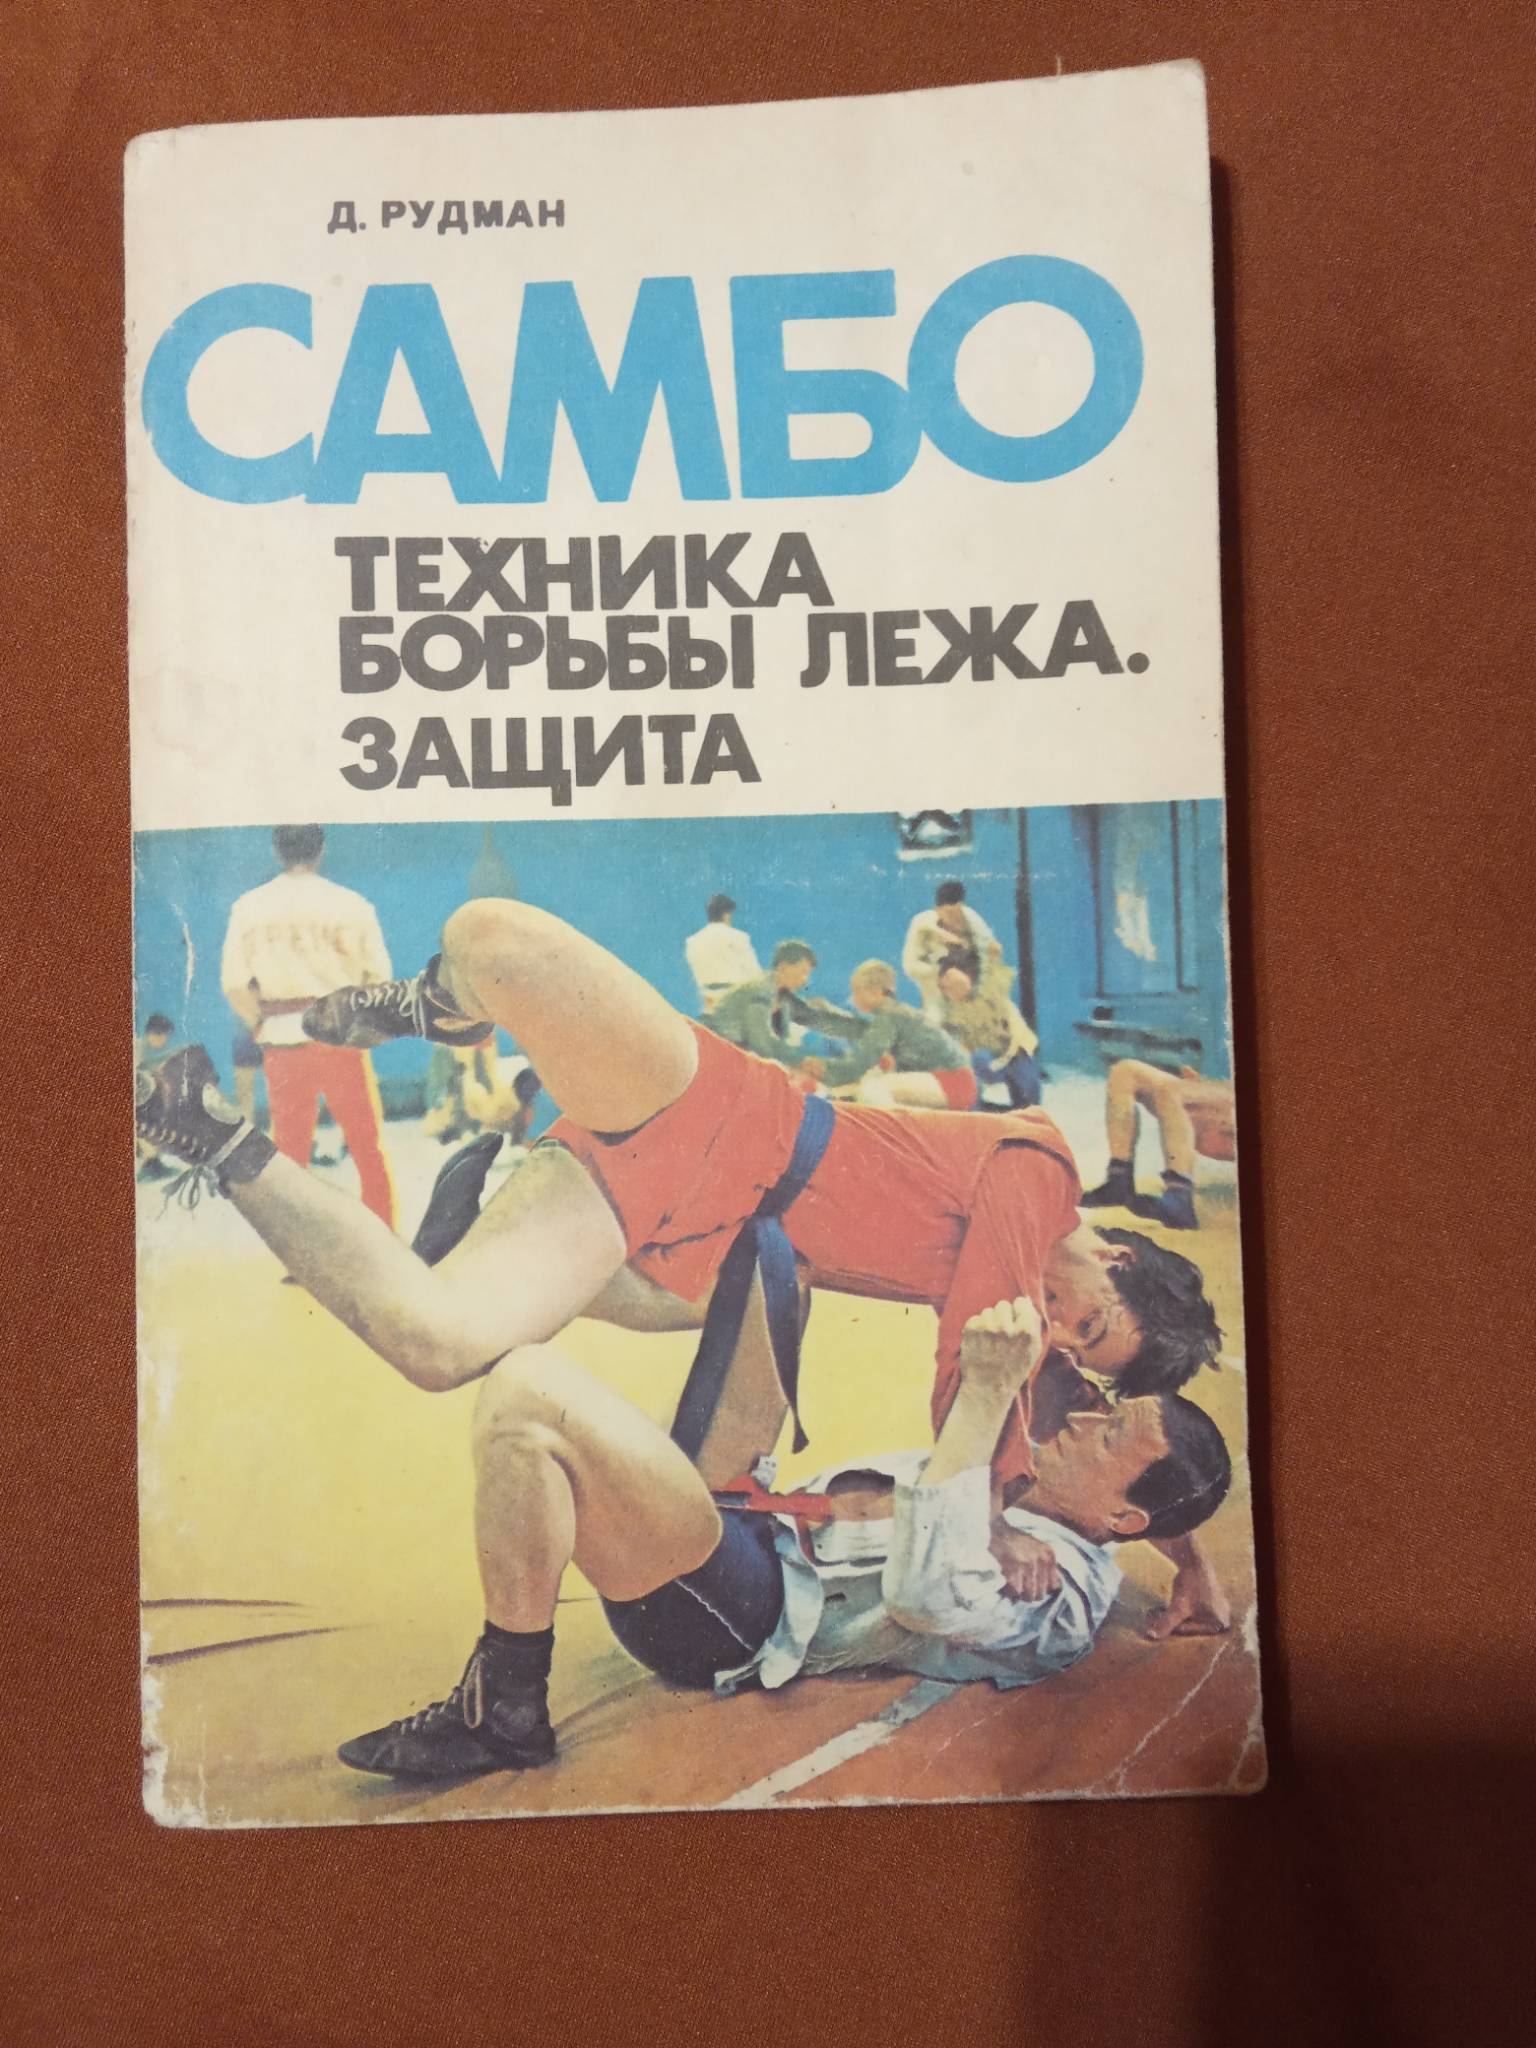 Д. РУДМАН
САМБО
ТЕХНИКА
БОРЬБЫ ЛЕЖА.
ЗАЩИТА